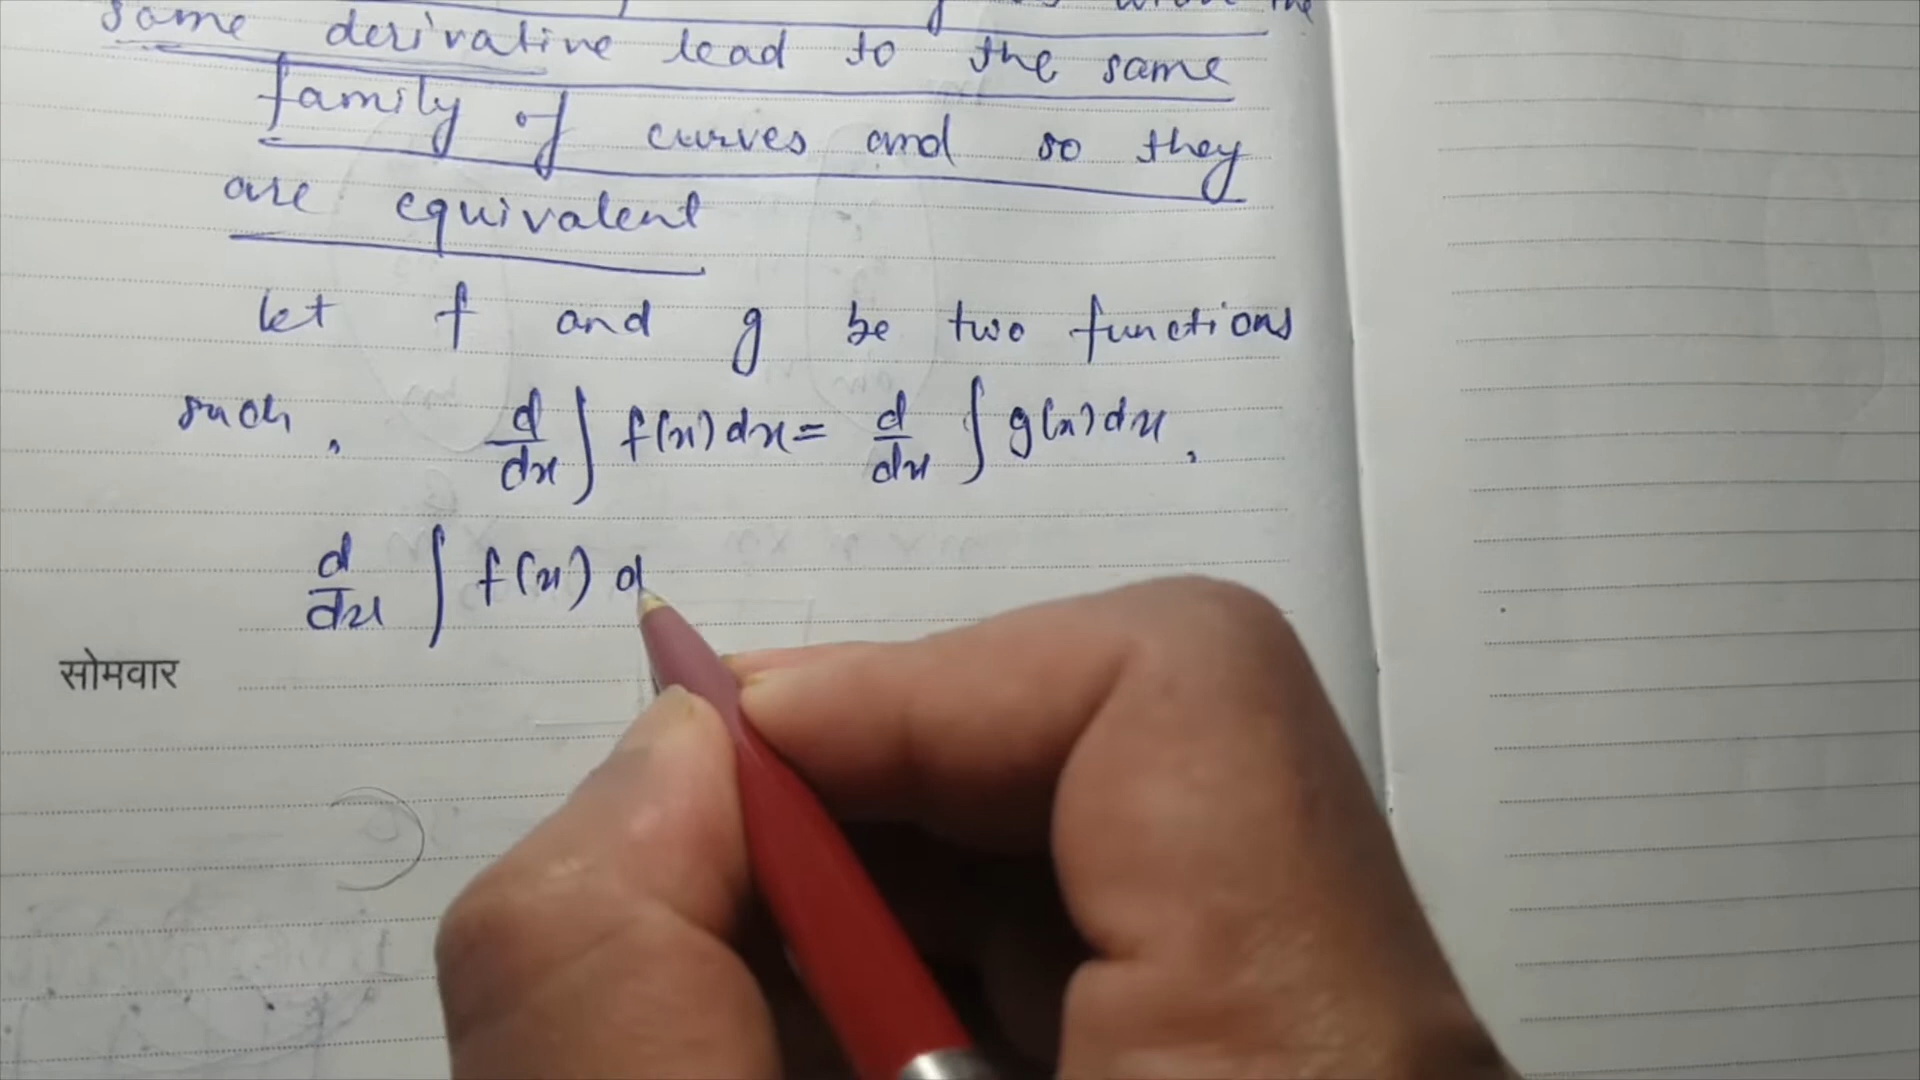 the
same derivative lead to the same
family of curves and so they
are equivalent
let f and g be two functions
such, d/dx ∫ f(x) dx = d/dx ∫ g(x) dx,
d/dx ∫ f(x) d
सोमवार